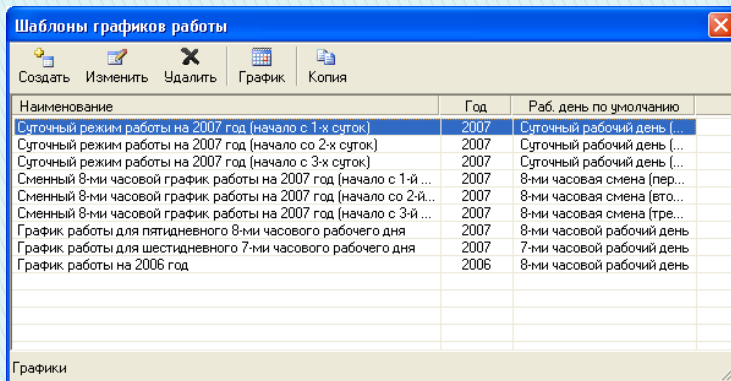 Шаблоны графиков работы
Создать Изменить Удалить График Копия
Наименование Год Раб. день по умолчанию
Суточный режим работы на 2007 год (начало с 1-х суток) 2007 Суточный рабочий день (...
Суточный режим работы на 2007 год (начало со 2-х суток) 2007 Суточный рабочий день (...
Суточный режим работы на 2007 год (начало с 3-х суток) 2007 Суточный рабочий день (...
Сменный 8-ми часовой график работы на 2007 год (начало с 1-й ... 2007 8-ми часовая смена (пер...
Сменный 8-ми часовой график работы на 2007 год (начало со 2-й... 2007 8-ми часовая смена (вто...
Сменный 8-ми часовой график работы на 2007 год (начало с 3-й ... 2007 8-ми часовая смена (тре...
График работы для пятидневного 8-ми часового рабочего дня 2007 8-ми часовой рабочий день
График работы для шестидневного 7-ми часового рабочего дня 2007 7-ми часовой рабочий день
График работы на 2006 год 2006 8-ми часовой рабочий день
Графики